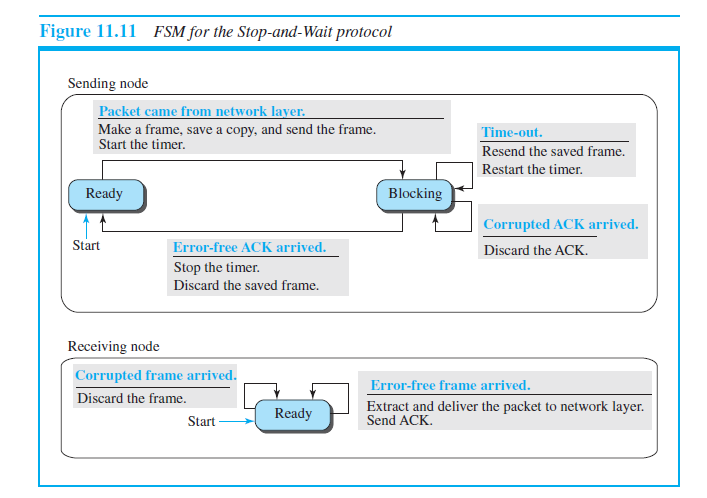 Figure 11.11 FSM for the Stop-and-Wait protocol
Sending node
Packet came from network layer.
Make a frame, save a copy, and send the frame.
Start the timer.
Time-out.
Resend the saved frame.
Restart the timer.
Ready
Blocking
Corrupted ACK arrived.
Discard the ACK.
Start
Error-free ACK arrived.
Stop the timer.
Discard the saved frame.
Receiving node
Corrupted frame arrived.
Discard the frame.
Start
Ready
Error-free frame arrived.
Extract and deliver the packet to network layer.
Send ACK.